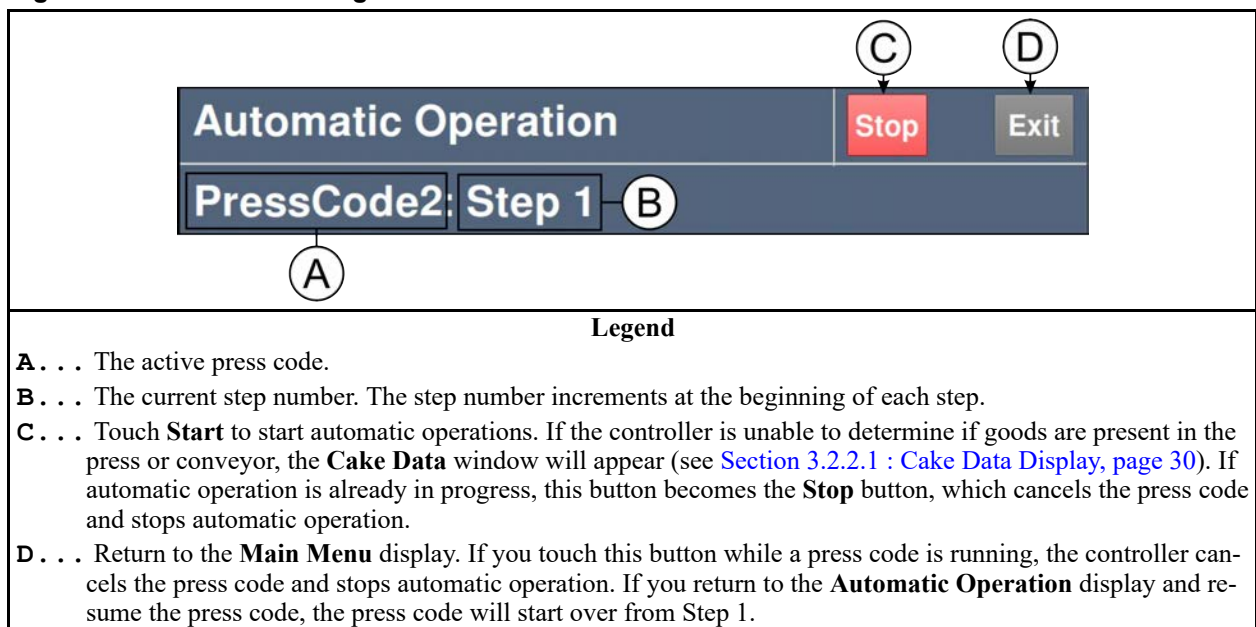 C
D
Automatic Operation
Stop
Exit
PresscCode2: Step 1
B
A
Legend
A... The active press code.
B... The current step number. The step number increments at the beginning of each step.
C... Touch Start to start automatic operations. If the controller is unable to determine if goods are present in the
press or conveyor, the Cake Data window will appear (see Section 3.2.2.1 : Cake Data Display, page 30). If
automatic operation is already in progress, this button becomes the Stop button, which cancels the press code
and stops automatic operation.
D... Return to the Main Menu display. If you touch this button while a press code is running, the controller can-
cels the press code and stops automatic operation. If you return to the Automatic Operation display and re-
sume the press code, the press code will start over from Step 1.